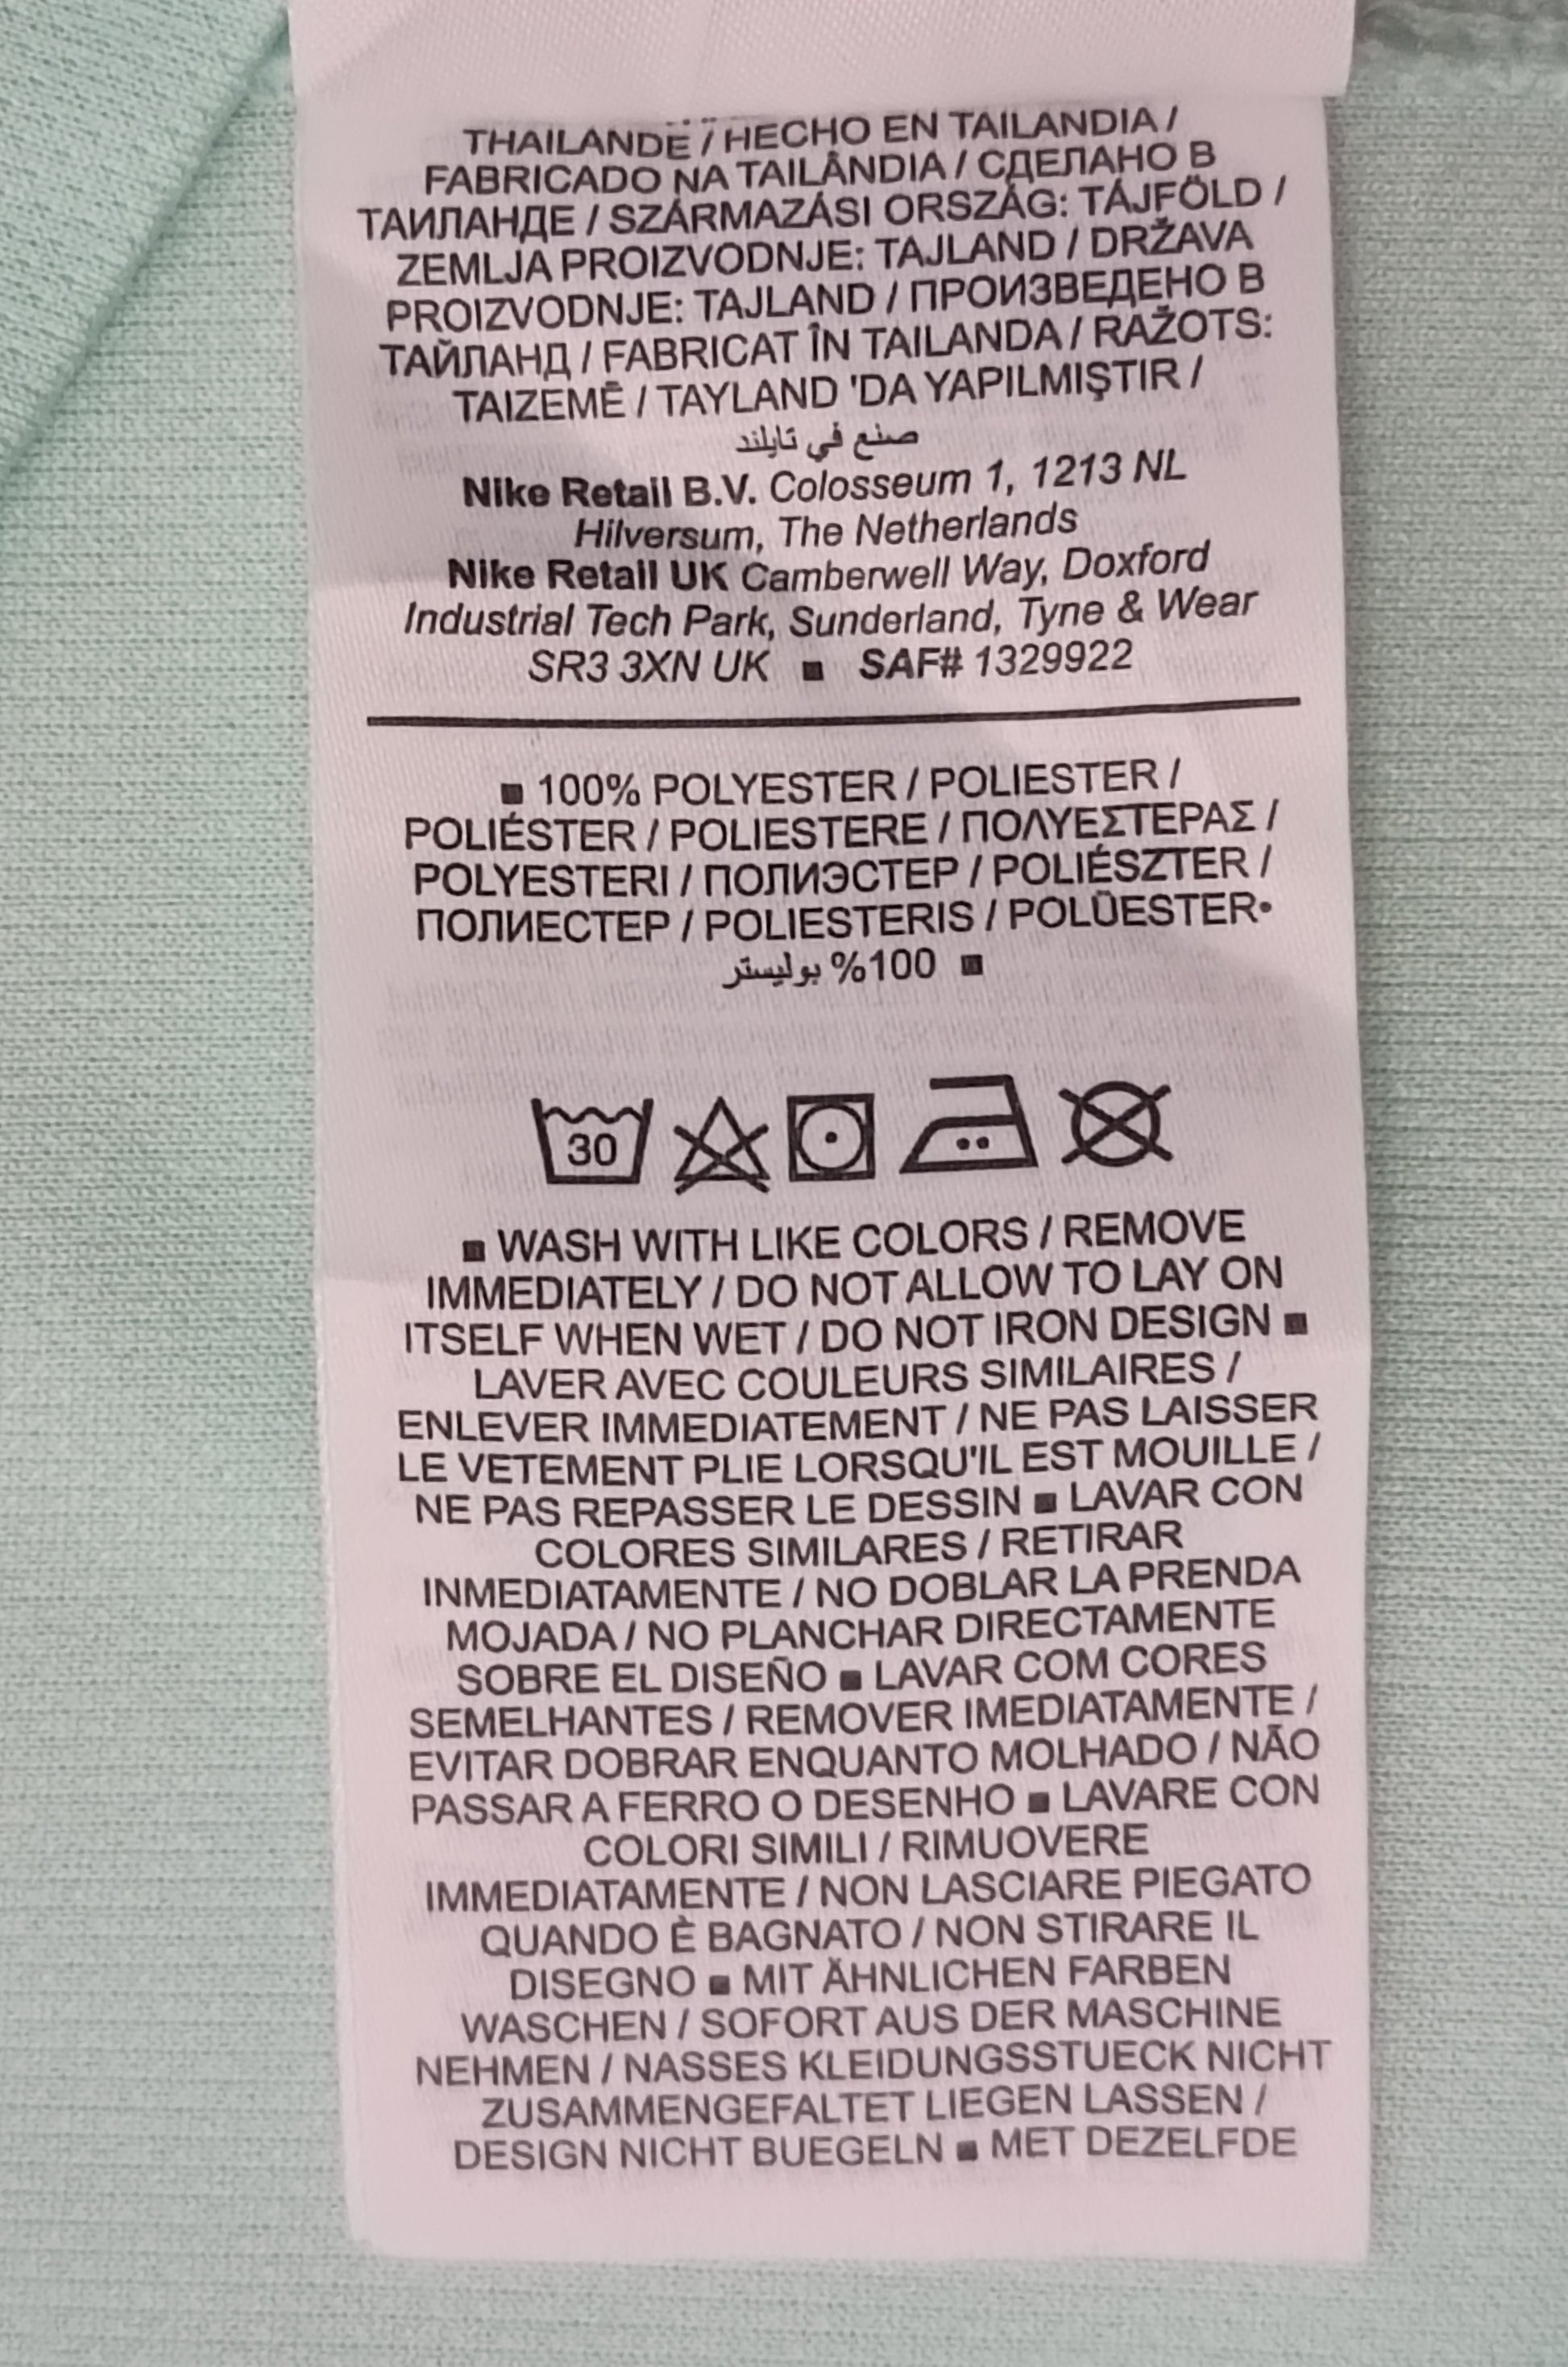 THAILANDE / HECHO EN TAILANDIA /
FABRICADO NA TAILÂNDIA / СДЕЛАНО В
ТАИЛАНДЕ / SZÁRMAZÁSI ORSZÁG: TÁJFÖLD /
ZEMLJA PROIZVODNJE: TAJLAND / DRŽAVA
PROIZVODNJE: TAJLAND / ПРОИЗВЕДЕНО В
ТАЙЛАНД / FABRICAT ÎN TAILANDA / RAŽOTS:
TAIZEMĒ / TAYLAND 'DA YAPILMIŞTIR /
صنع في تايلند
Nike Retail B.V. Colosseum 1, 1213 NL
Hilversum, The Netherlands
Nike Retail UK Camberwell Way, Doxford
Industrial Tech Park, Sunderland, Tyne & Wear
SR3 3XN UK ■ SAF# 1329922
■ 100% POLYESTER / POLIESTER /
POLIÉSTER / POLIESTERE / ΠΟΛΥΕΣΤΕΡΑΣ /
POLYESTERI / ПОЛИЭСТЕР / POLIÉSZTER /
ПОЛИЕСТЕР / POLIESTERIS / POLÜESTER•
■ 100% بوليستر
30
■ WASH WITH LIKE COLORS / REMOVE
IMMEDIATELY / DO NOT ALLOW TO LAY ON
ITSELF WHEN WET / DO NOT IRON DESIGN ■
LAVER AVEC COULEURS SIMILAIRES /
ENLEVER IMMEDIATEMENT / NE PAS LAISSER
LE VETEMENT PLIE LORSQU'IL EST MOUILLE /
NE PAS REPASSER LE DESSIN ■ LAVAR CON
COLORES SIMILARES / RETIRAR
INMEDIATAMENTE / NO DOBLAR LA PRENDA
MOJADA / NO PLANCHAR DIRECTAMENTE
SOBRE EL DISEÑO ■ LAVAR COM CORES
SEMELHANTES / REMOVER IMEDIATAMENTE /
EVITAR DOBRAR ENQUANTO MOLHADO / NÃO
PASSAR A FERRO O DESENHO ■ LAVARE CON
COLORI SIMILI / RIMUOVERE
IMMEDIATAMENTE / NON LASCIARE PIEGATO
QUANDO È BAGNATO / NON STIRARE IL
DISEGNO ■ MIT ÄHNLICHEN FARBEN
WASCHEN / SOFORT AUS DER MASCHINE
NEHMEN / NASSES KLEIDUNGSSTUECK NICHT
ZUSAMMENGEFALTET LIEGEN LASSEN /
DESIGN NICHT BUEGELN ■ MET DEZELFDE